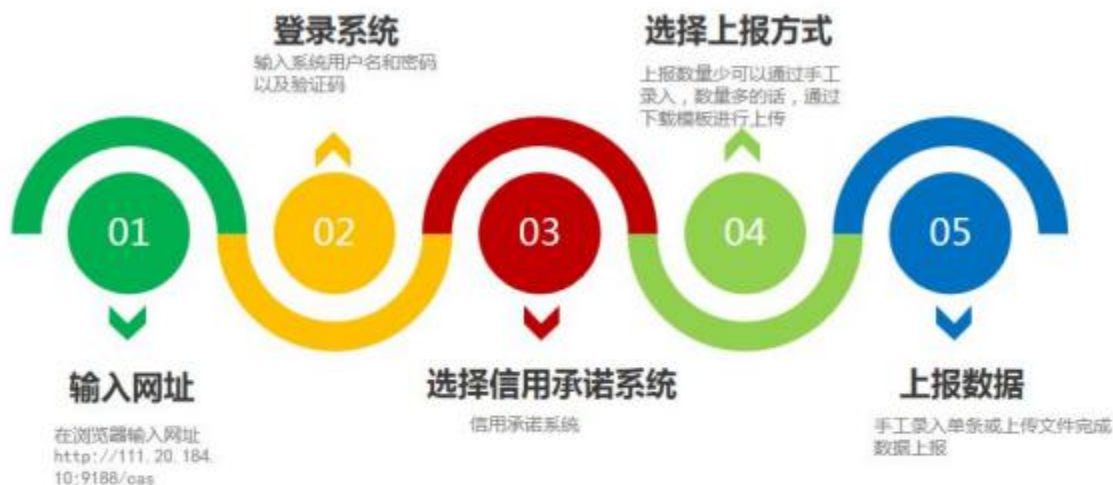 01
输入网址
在浏览器输入网址
http://111.20.184.
10:9188/cas
登录系统
输入系统用户名和密码
以及验证码
02
03
选择信用承诺系统
信用承诺系统
选择上报方式
上报数量少可以通过手工
录入，数量多的话，通过
下载模板进行上传
04
05
上报数据
手工录入单条或上传文件完成
数据上报